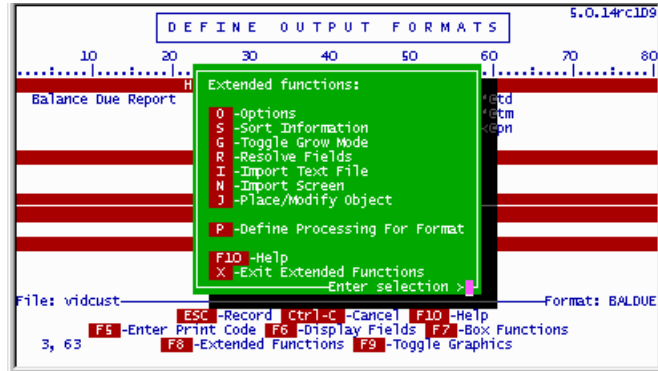 5.0.14rc1D9
DEFINE OUTPUT FORMATS
10 20 30 40 50 60 70 80
H
Extended functions:
Balance Due Report
O -Options
@td
S -Sort Information
@tm
G -Toggle Grow Mode
<@pn
R -Resolve Fields
I -Import Text File
N -Import Screen
J -Place/Modify Object
P -Define Processing For Format
F10 -Help
X -Exit Extended Functions
Enter selection >
File: vidcust Format: BALDUE
ESC -Record Ctrl-C -Cancel F10 -Help
F5 -Enter Print Code F6 -Display Fields F7 -Box Functions
3, 63 F8 -Extended Functions F9 -Toggle Graphics